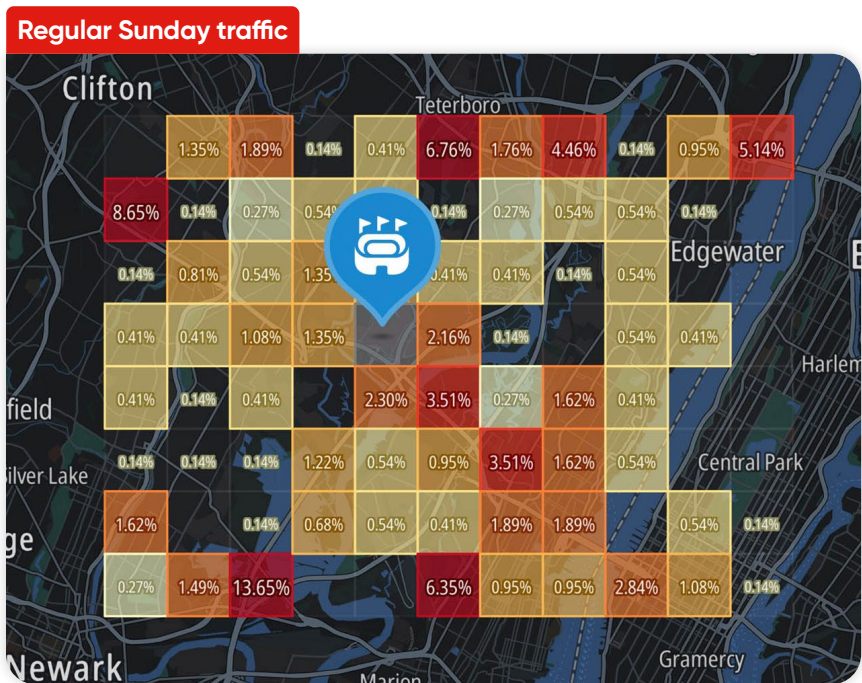 Regular Sunday traffic
Clifton
Teterboro
1.35% 1.89% 0.14% 0.41% 6.76% 1.76% 4.46% 0.14% 0.95% 5.14%
8.65% 0.14% 0.27% 0.54 0.14% 0.27% 0.54% 0.54% 0.14%
Edgewater
0.14% 0.81% 0.54% 1.35 .41% 0.41% 0.14% 0.54%
0.41% 0.41% 1.08% 1.35% 2.16% 0.14% 0.54% 0.41%
Harlem
0.41% 0.14% 0.41% 2.30% 3.51% 0.27% 1.62% 0.41%
field
0.14% 0.14% 0.14% 1.22% 0.54% 0.95% 3.51% 1.62% 0.54% Central Park
ilver Lake
1.62% 0.14% 0.68% 0.54% 0.41% 1.89% 1.89% 0.54% 0.14%
ge
0.27% 1.49% 13.65% 6.35% 0.95% 0.95% 2.84% 1.08% 0.14%
Newark
Gramercy
Marion